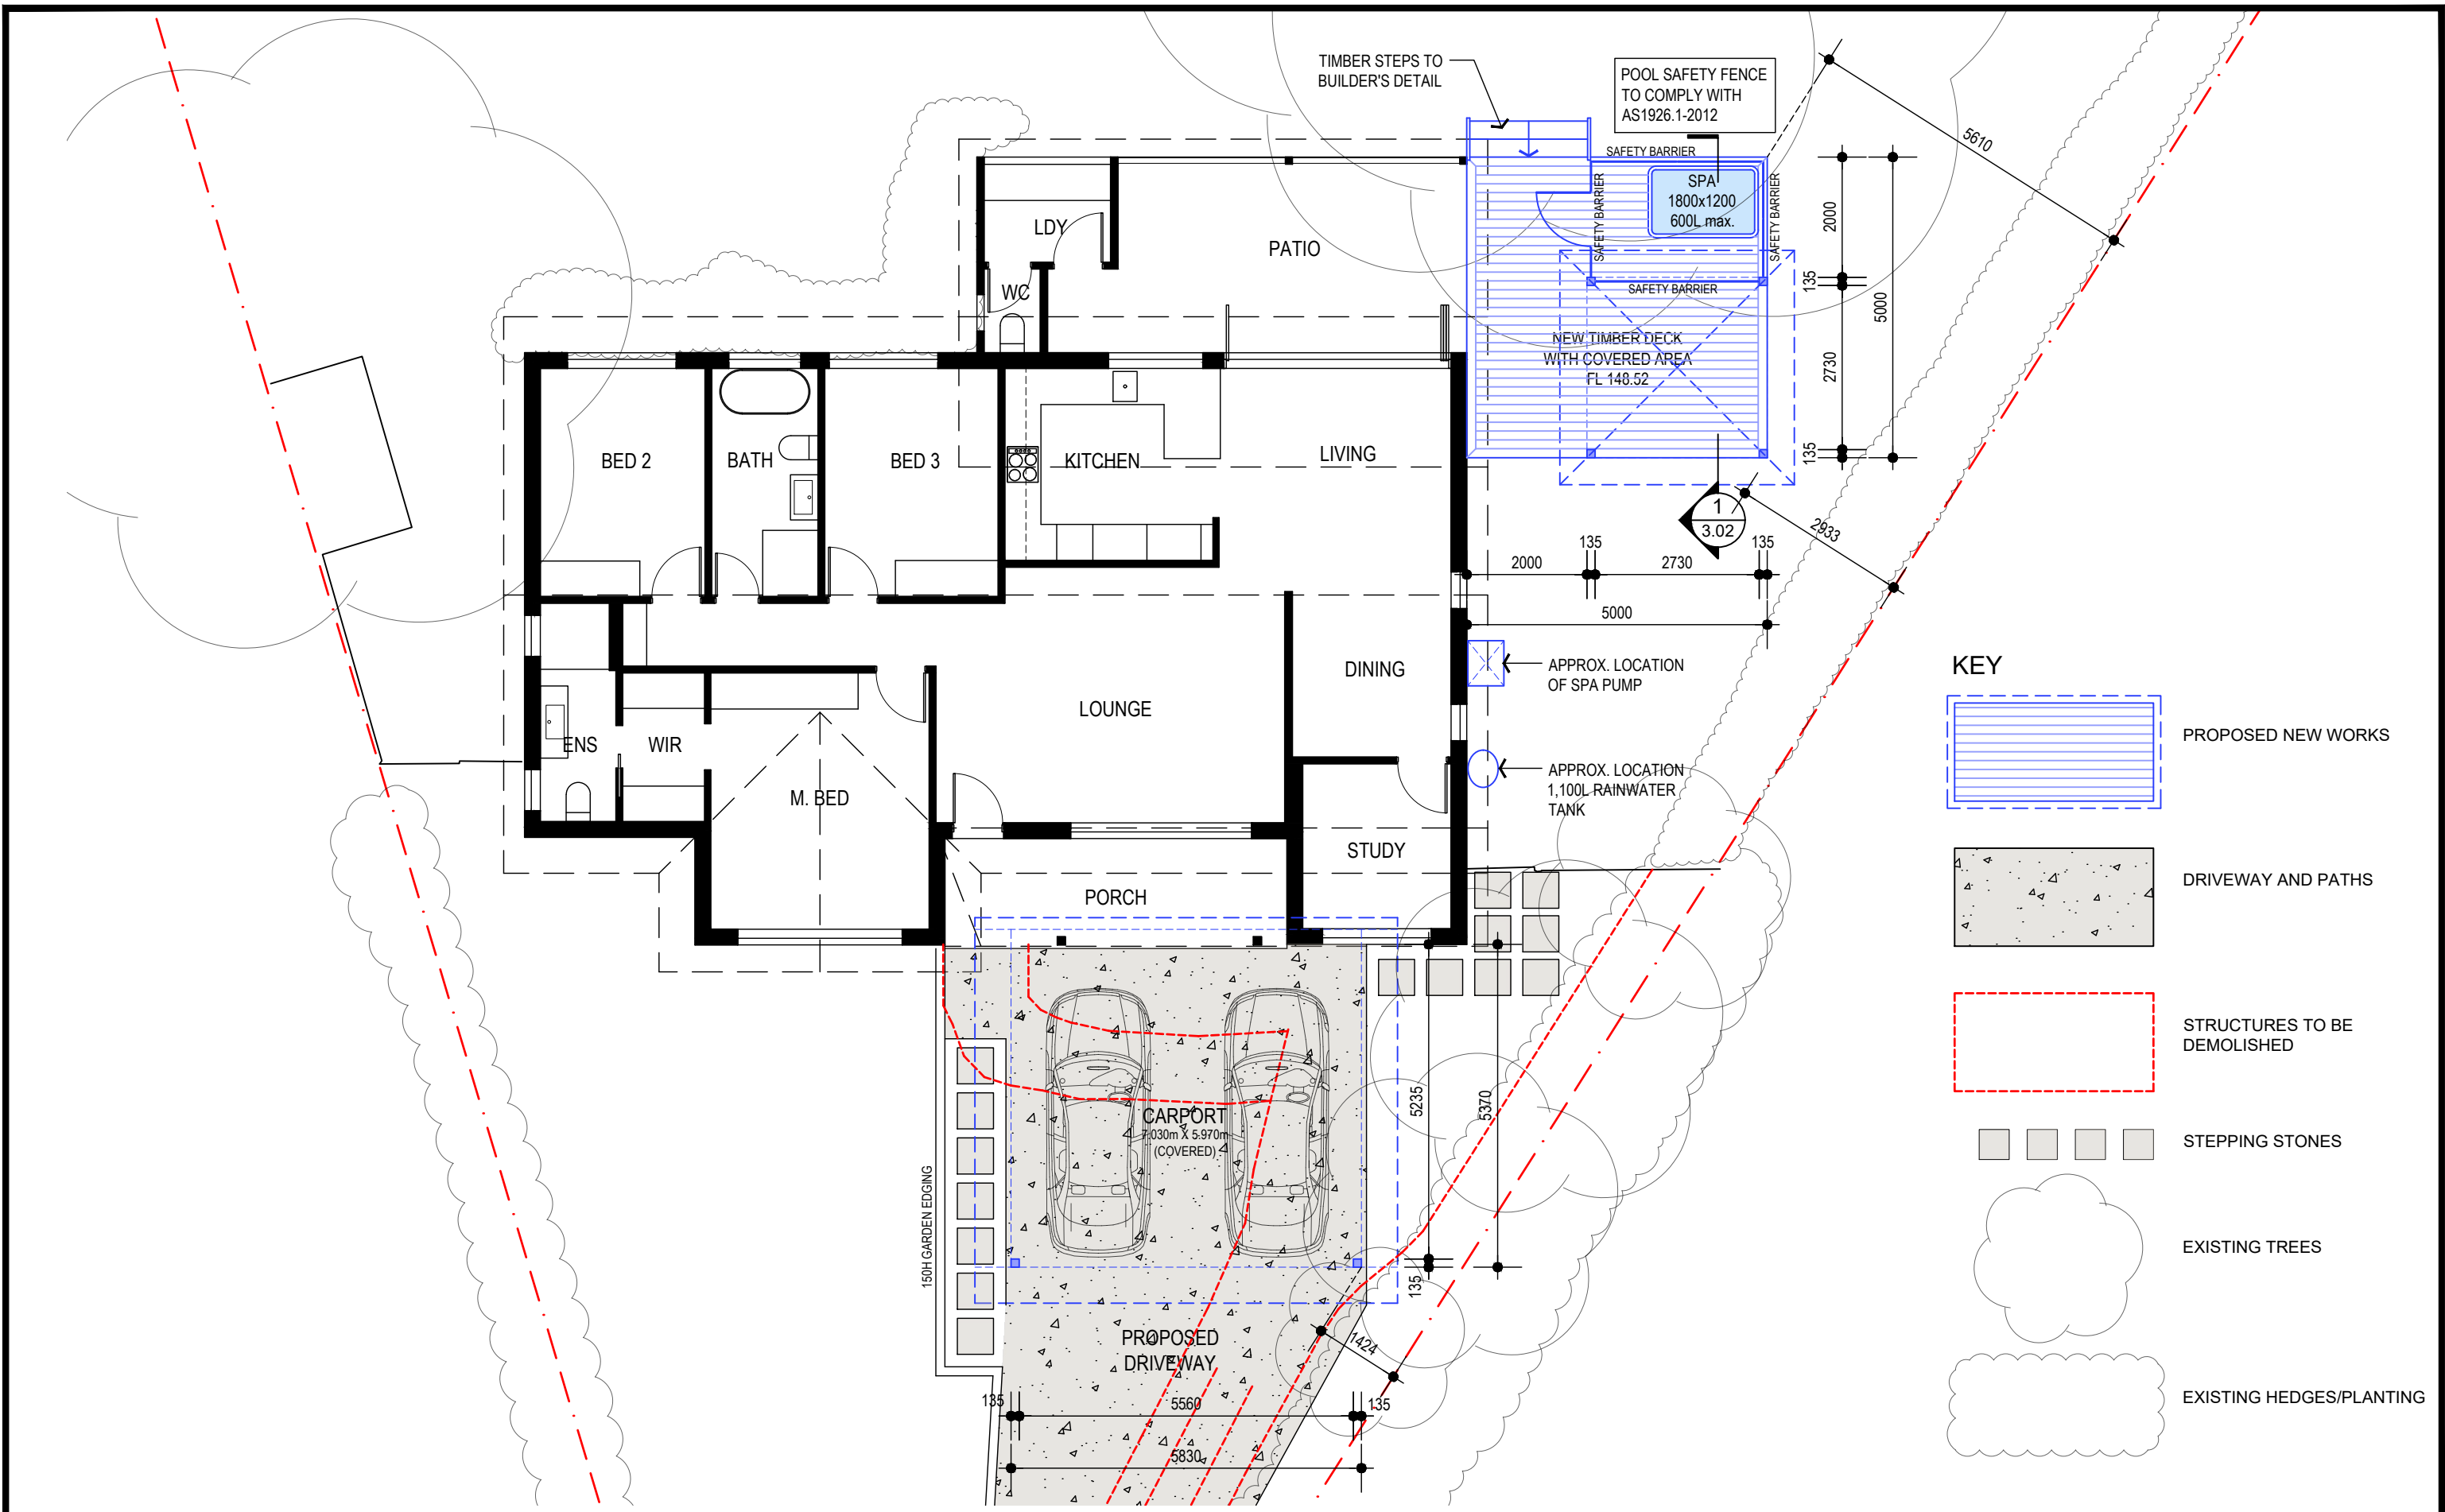 TIMBER STEPS TO
BUILDER'S DETAIL
POOL SAFETY FENCE
TO COMPLY WITH
AS1926.1-2012
SAFETY BARRIER
SAFETY BARRIER
SAFETY BARRIER
SAFETY BARRIER
SPA
1800x1200
600L max.
5610
2000
135
5000
2730
135
LDY
WC
PATIO
NEW TIMBER DECK
WITH COVERED AREA
FL 148.52
BED 2
BATH
BED 3
KITCHEN
LIVING
1
3.02
2933
2000
135
2730
135
5000
APPROX. LOCATION
OF SPA PUMP
DINING
LOUNGE
ENS
WIR
M. BED
APPROX. LOCATION
1,100L RAINWATER
TANK
STUDY
PORCH
CARPORT
7.030m X 5.970m
(COVERED)
150H GARDEN EDGING
5235
5370
135
PROPOSED
DRIVEWAY
1424
135
5560
135
5830
KEY
PROPOSED NEW WORKS
DRIVEWAY AND PATHS
STRUCTURES TO BE
DEMOLISHED
STEPPING STONES
EXISTING TREES
EXISTING HEDGES/PLANTING